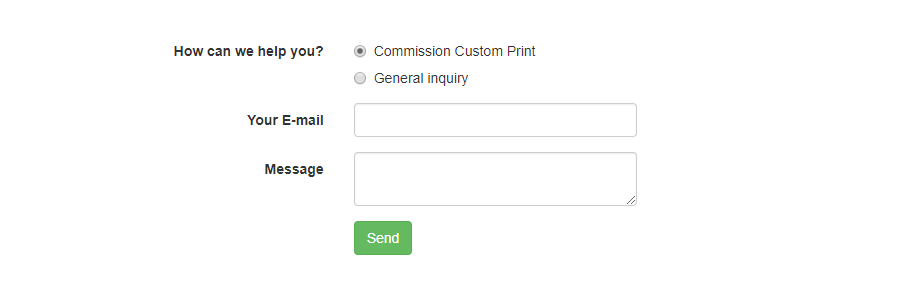 How can we help you? Commission Custom Print
General inquiry
Your E-mail
Message
Send